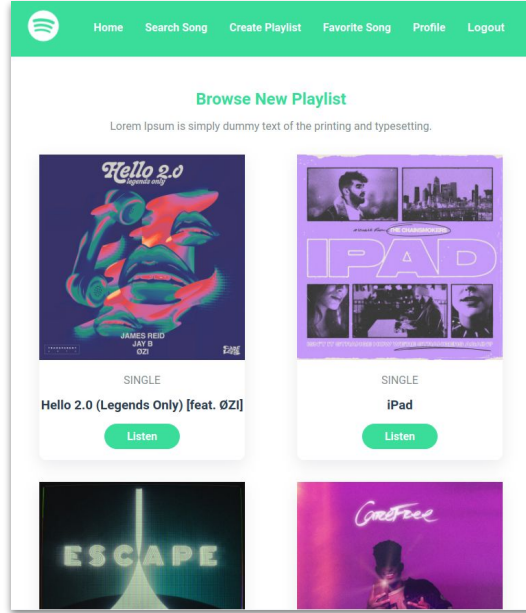 Home Search Song Create Playlist Favorite Song Profile Logout
Browse New Playlist
Lorem Ipsum is simply dummy text of the printing and typesetting.
Hello 2.0
legends only
JAMES REID
JAY B
ØZI
SINGLE
Hello 2.0 (Legends Only) [feat. ØZI]
Listen
THE CHAINSMOKERS
IPAD
SINGLE
iPad
Listen
ESCAPE
CareFree